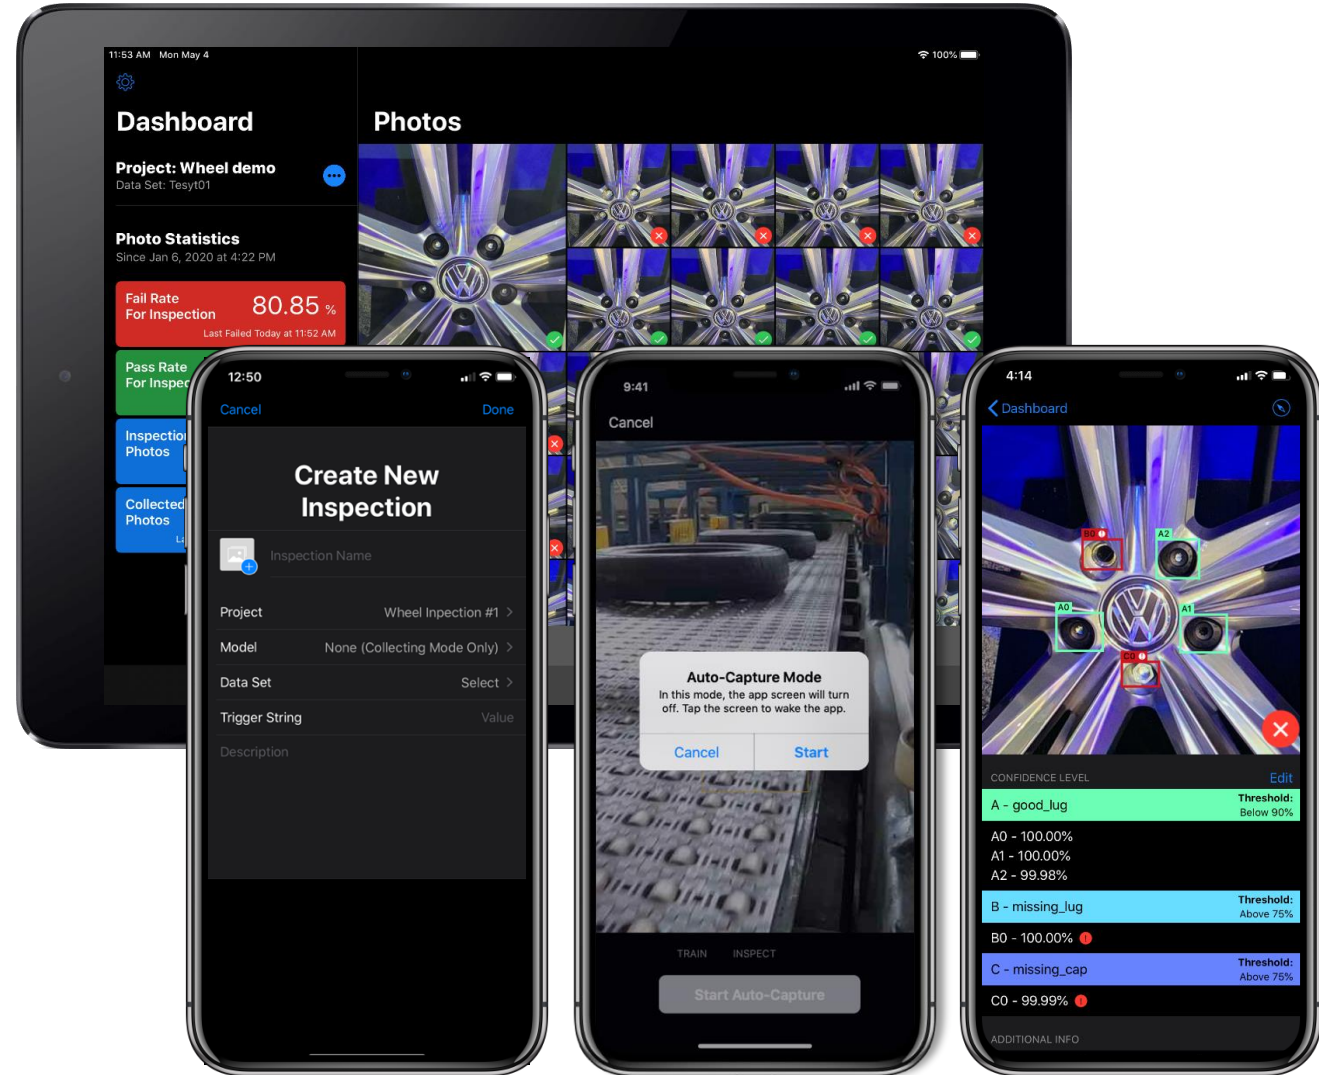 11:53 AM Mon May 4
100%
Dashboard
Photos
Project: Wheel demo
Data Set: Tesyt01
Photo Statistics
Since Jan 6, 2020 at 4:22 PM
Fail Rate
For Inspection
80.85 %
Last Failed Today at 11:52 AM
Pass Rate
For Inspec
Inspectio
Photos
Collected
Photos
La
12:50
Cancel
Done
Create New
Inspection
Inspection Name
Project
Wheel Inpection #1
Model
None (Collecting Mode Only)
Data Set
Select
Trigger String
Value
Description
9:41
Cancel
Auto-Capture Mode
In this mode, the app screen will turn
off. Tap the screen to wake the app.
Cancel
Start
TRAIN
INSPECT
Start Auto-Capture
4:14
Dashboard
B0
A2
A0
A1
C0
CONFIDENCE LEVEL
Edit
A - good_lug
Threshold:
Below 90%
A0 - 100.00%
A1 - 100.00%
A2 - 99.98%
B - missing_lug
Threshold:
Above 75%
B0 - 100.00%
C - missing_cap
Threshold:
Above 75%
C0 - 99.99%
ADDITIONAL INFO